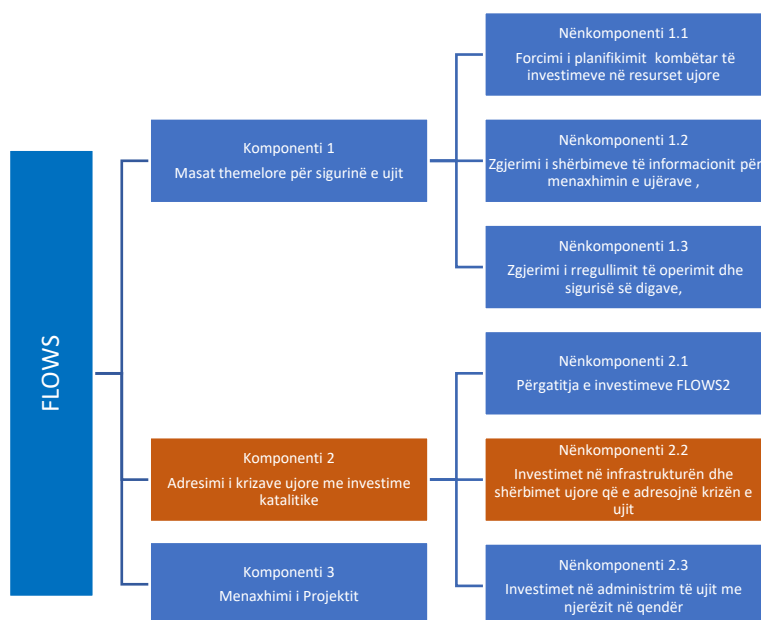 FLOWS
Komponenti 1
Masat themelore për sigurinë e ujit
Nënkomponenti 1.1
Forcimi i planifikimit  kombëtar të
investimeve në resurset ujore
Nënkomponenti 1.2
Zgjerimi i shërbimeve të informacionit për
menaxhimin e ujërave ,
Nënkomponenti 1.3
Zgjerimi i rregullimit të operimit dhe
sigurisë së digave,
Komponenti 2
Adresimi i krizave ujore me investime
katalitike
Nënkomponenti 2.1
Përgatitja e investimeve FLOWS2
Nënkomponenti 2.2
Investimet në infrastrukturën dhe
shërbimet ujore që e adresojnë krizën e
ujit
Nënkomponenti 2.3
Investimet në administrim të ujit me
njerëzit në qendër
Komponenti 3
Menaxhimi i Projektit